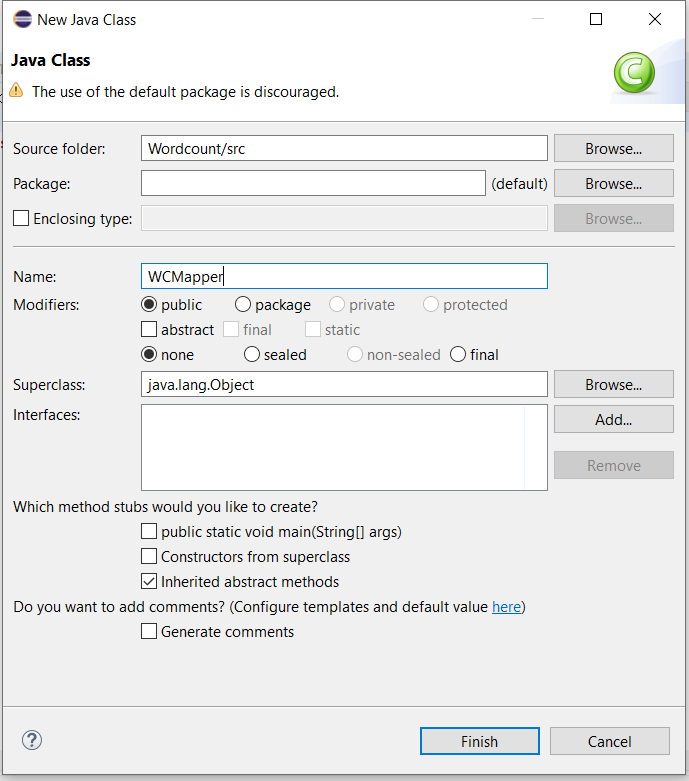 New Java Class
Java Class
The use of the default package is discouraged.
Source folder: Wordcount/src Browse...
Package: (default) Browse...
Enclosing type: Browse...
Name: WCMapper
Modifiers: public package private protected
abstract final static
none sealed non-sealed final
Superclass: java.lang.Object Browse...
Interfaces: Add...
Remove
Which method stubs would you like to create?
public static void main(String[] args)
Constructors from superclass
Inherited abstract methods
Do you want to add comments? (Configure templates and default value here)
Generate comments
? Finish Cancel